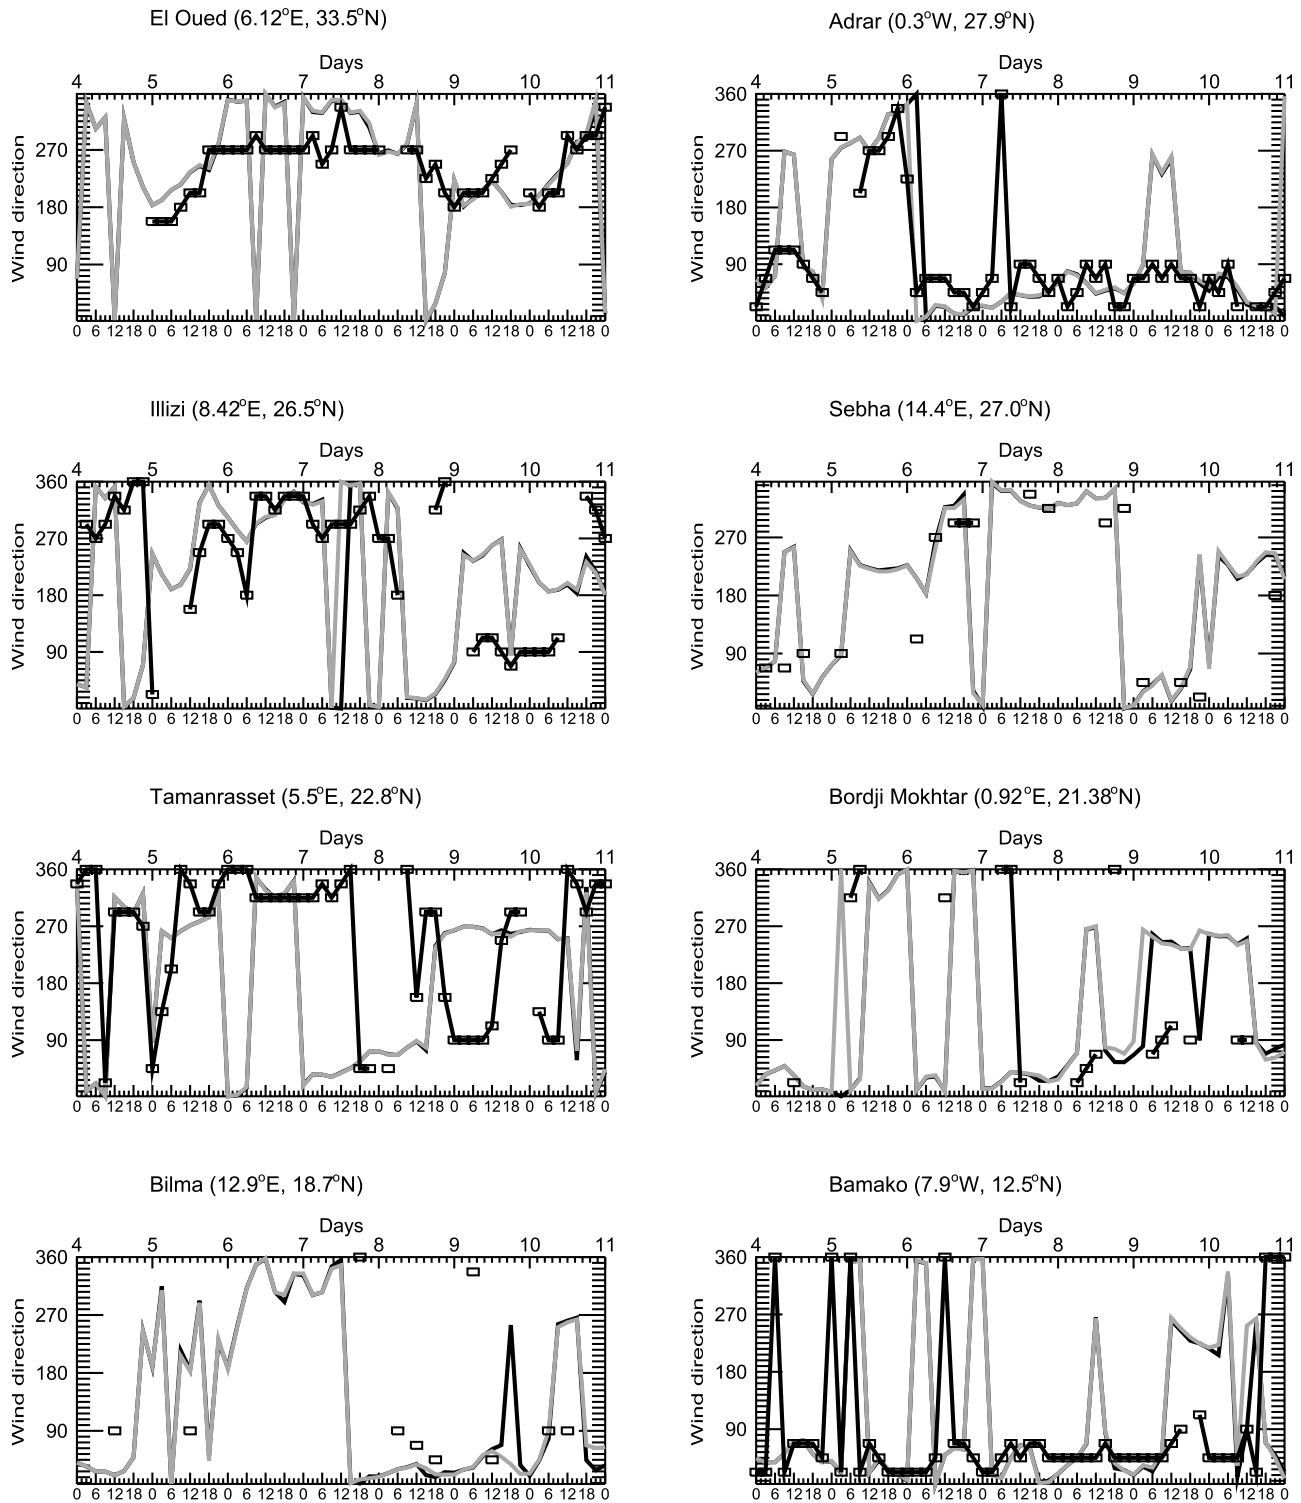 El Oued (6.12°E, 33.5°N)
Days
4 5 6 7 8 9 10 11
270
180
90
Wind direction
0 6 12 18 0 6 12 18 0 6 12 18 0 6 12 18 0 6 12 18 0 6 12 18 0 6 12 18 0
Adrar (0.3°W, 27.9°N)
Days
4 5 6 7 8 9 10 11
360
270
180
90
Wind direction
0 6 12 18 0 6 12 18 0 6 12 18 0 6 12 18 0 6 12 18 0 6 12 18 0 6 12 18 0
Illizi (8.42°E, 26.5°N)
Days
4 5 6 7 8 9 10 11
360
270
180
90
Wind direction
0 6 12 18 0 6 12 18 0 6 12 18 0 6 12 18 0 6 12 18 0 6 12 18 0 6 12 18 0
Sebha (14.4°E, 27.0°N)
Days
4 5 6 7 8 9 10 11
270
180
90
Wind direction
0 6 12 18 0 6 12 18 0 6 12 18 0 6 12 18 0 6 12 18 0 6 12 18 0 6 12 18 0
Tamanrasset (5.5°E, 22.8°N)
Days
4 5 6 7 8 9 10 11
360
270
180
90
Wind direction
0 6 12 18 0 6 12 18 0 6 12 18 0 6 12 18 0 6 12 18 0 6 12 18 0 6 12 18 0
Bordji Mokhtar (0.92°E, 21.38°N)
Days
4 5 6 7 8 9 10 11
360
270
180
90
Wind direction
0 6 12 18 0 6 12 18 0 6 12 18 0 6 12 18 0 6 12 18 0 6 12 18 0 6 12 18 0
Bilma (12.9°E, 18.7°N)
Days
4 5 6 7 8 9 10 11
360
270
180
90
Wind direction
0 6 12 18 0 6 12 18 0 6 12 18 0 6 12 18 0 6 12 18 0 6 12 18 0 6 12 18 0
Bamako (7.9°W, 12.5°N)
Days
4 5 6 7 8 9 10 11
360
270
180
90
Wind direction
0 6 12 18 0 6 12 18 0 6 12 18 0 6 12 18 0 6 12 18 0 6 12 18 0 6 12 18 0